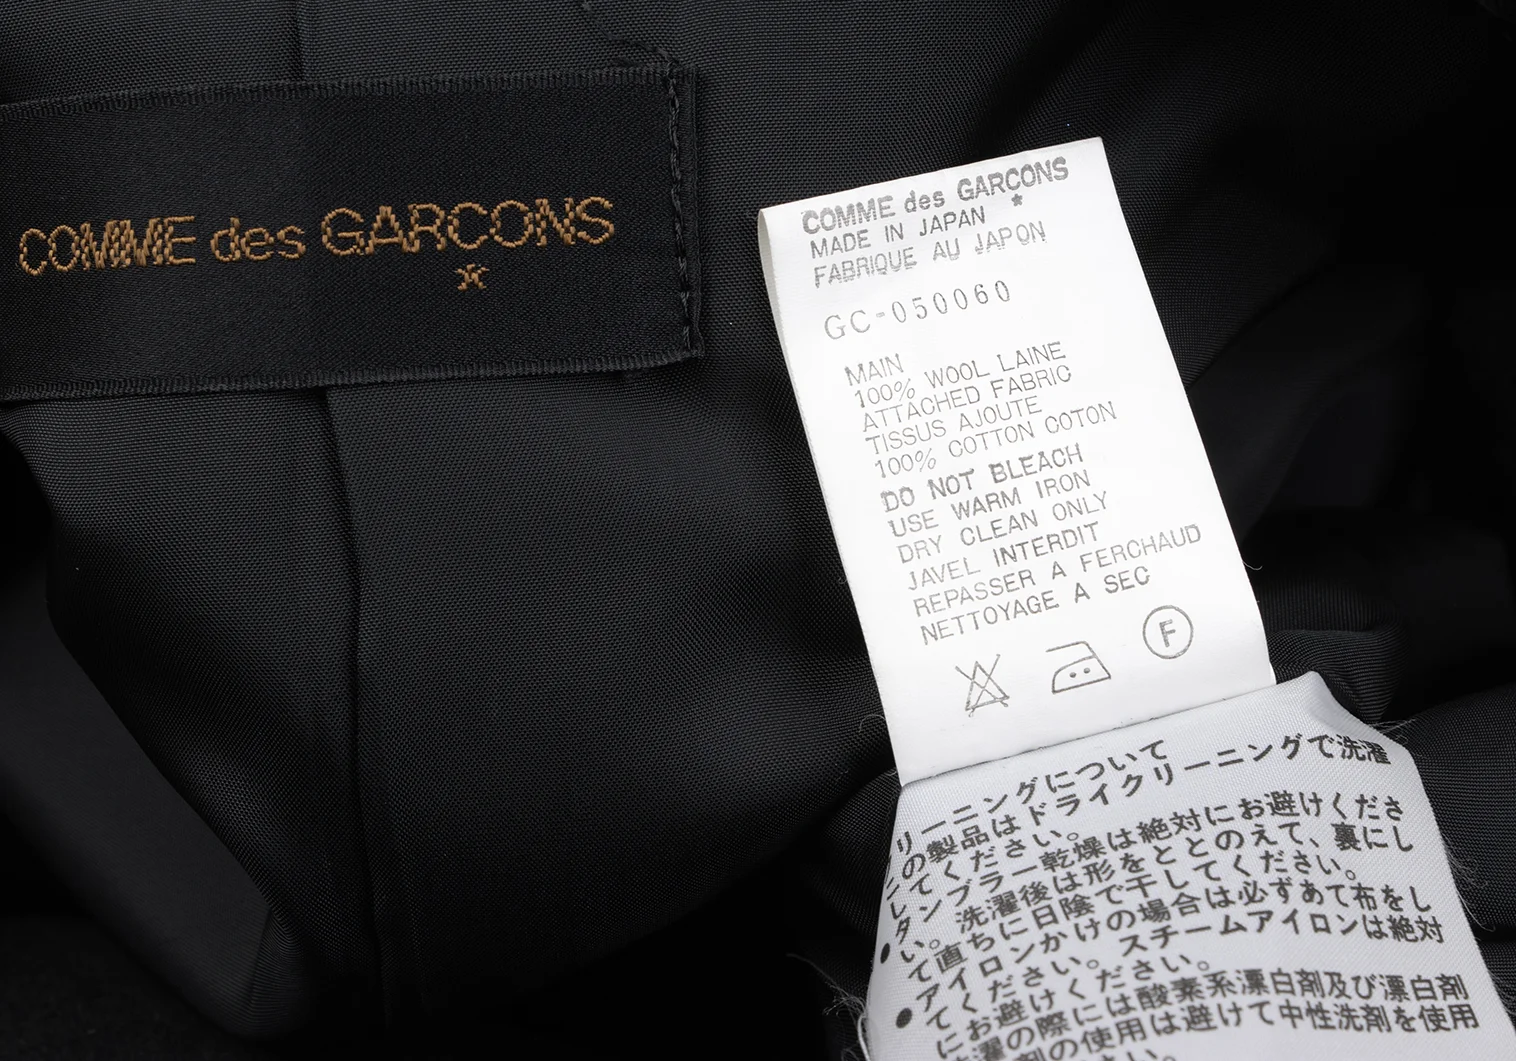 COMME des GARCONS
*
COMME des GARCONS
*
MADE IN JAPAN
FABRIQUE AU JAPON
GC-050060
MAIN
100% WOOL LAINE
ATTACHED FABRIC
TISSUS AJOUTE
100% COTTON COTON
DO NOT BLEACH
USE WARM IRON
DRY CLEAN ONLY
JAVEL INTERDIT
REPASSER A FERCHAUD
NETTOYAGE A SEC
F
リーニングについて
の製品はドライクリーニングで洗濯
してください。
タンブラー乾燥は絶対にお避けくださ
い。洗濯後は形をととのえて、裏にし
て直ちに日陰で干してください。
アイロンかけの場合は必ずあて布をし
てください。スチームアイロンは絶対
にお避けください。
濯の際には酸素系漂白剤及び漂白剤
剤の使用は避けて中性洗剤を使用
さい。